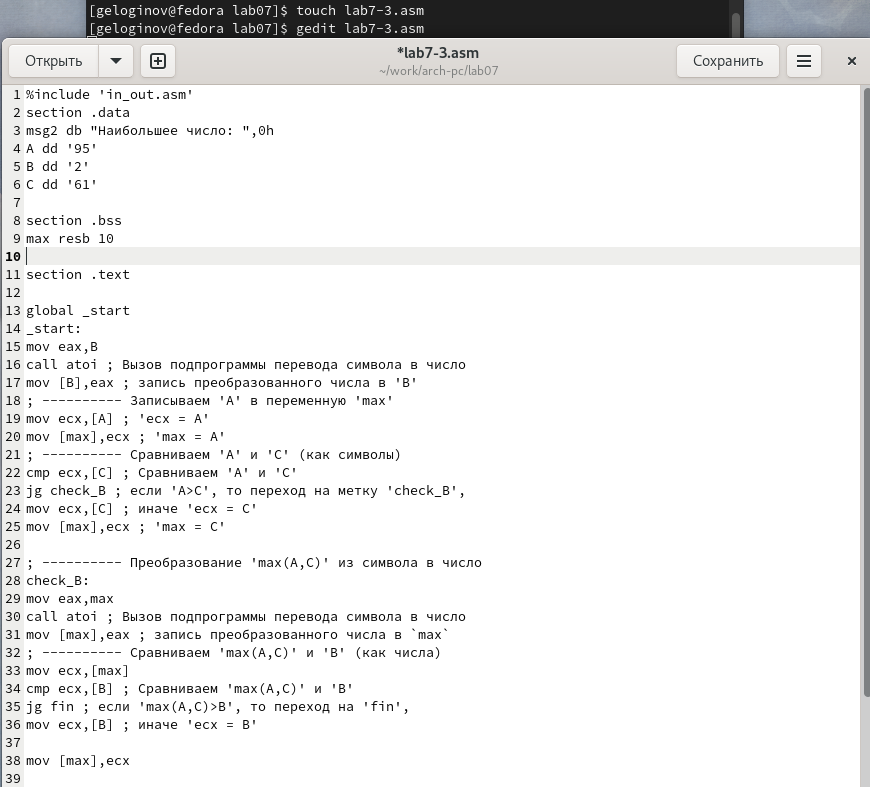 [geloginov@fedora lab07]$ touch lab7-3.asm
[geloginov@fedora lab07]$ gedit lab7-3.asm
Открыть
*lab7-3.asm
~/work/arch-pc/lab07
Сохранить
1 %include 'in_out.asm'
2 section .data
3 msg2 db "Наибольшее число: ",0h
4 A dd '95'
5 B dd '2'
6 C dd '61'
7
8 section .bss
9 max resb 10
10
11 section .text
12
13 global _start
14 _start:
15 mov eax,B
16 call atoi ; Вызов подпрограммы перевода символа в число
17 mov [B],eax ; запись преобразованного числа в 'B'
18 ; ---------- Записываем 'A' в переменную 'max'
19 mov ecx,[A] ; 'ecx = A'
20 mov [max],ecx ; 'max = A'
21 ; ---------- Сравниваем 'A' и 'С' (как символы)
22 cmp ecx,[C] ; Сравниваем 'A' и 'С'
23 jg check_B ; если 'A>C', то переход на метку 'check_B',
24 mov ecx,[C] ; иначе 'ecx = C'
25 mov [max],ecx ; 'max = C'
26
27 ; ---------- Преобразование 'max(A,C)' из символа в число
28 check_B:
29 mov eax,max
30 call atoi ; Вызов подпрограммы перевода символа в число
31 mov [max],eax ; запись преобразованного числа в `max`
32 ; ---------- Сравниваем 'max(A,C)' и 'B' (как числа)
33 mov ecx,[max]
34 cmp ecx,[B] ; Сравниваем 'max(A,C)' и 'B'
35 jg fin ; если 'max(A,C)>B', то переход на 'fin',
36 mov ecx,[B] ; иначе 'ecx = B'
37
38 mov [max],ecx
39